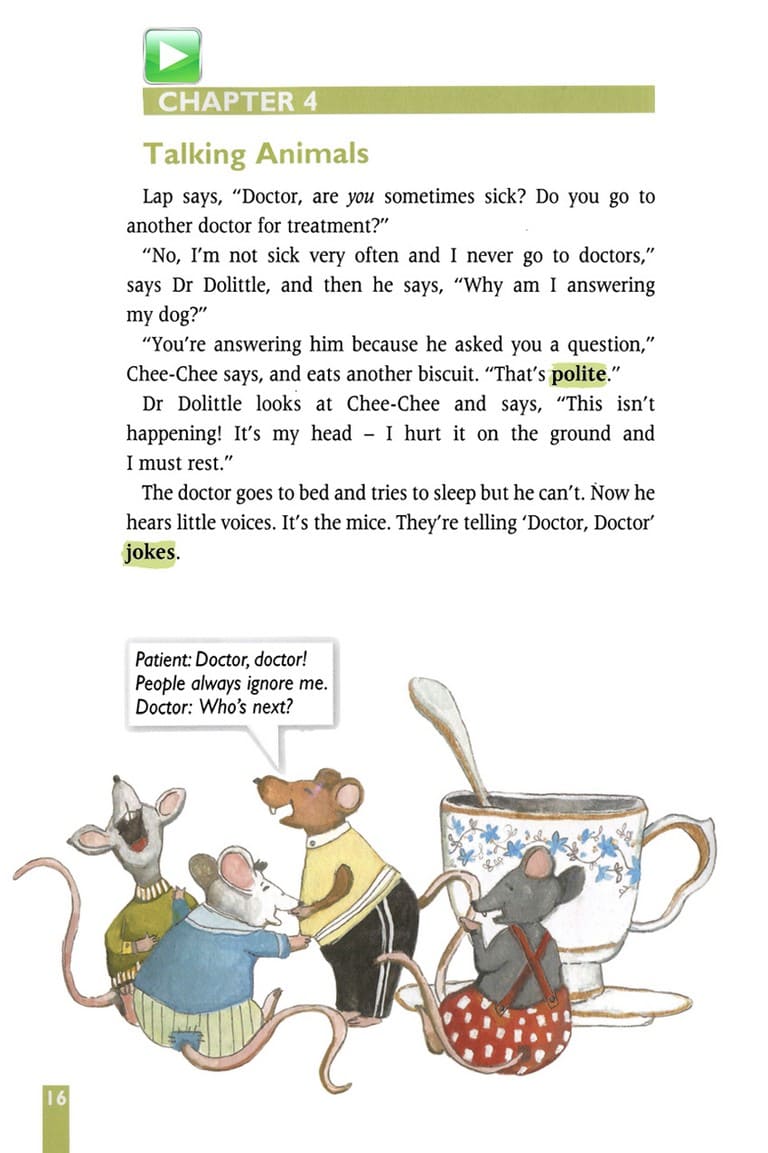 CHAPTER 4
Talking Animals
Lap says, “Doctor, are you sometimes sick? Do you go to
another doctor for treatment?”
“No, I’m not sick very often and I never go to doctors,”
says Dr Dolittle, and then he says, “Why am I answering
my dog?”
“You’re answering him because he asked you a question,”
Chee-Chee says, and eats another biscuit. “That’s polite.”
Dr Dolittle looks at Chee-Chee and says, “This isn’t
happening! It’s my head – I hurt it on the ground and
I must rest.”
The doctor goes to bed and tries to sleep but he can’t. Now he
hears little voices. It’s the mice. They’re telling ‘Doctor, Doctor’
jokes.
Patient: Doctor, doctor!
People always ignore me.
Doctor: Who’s next?
16